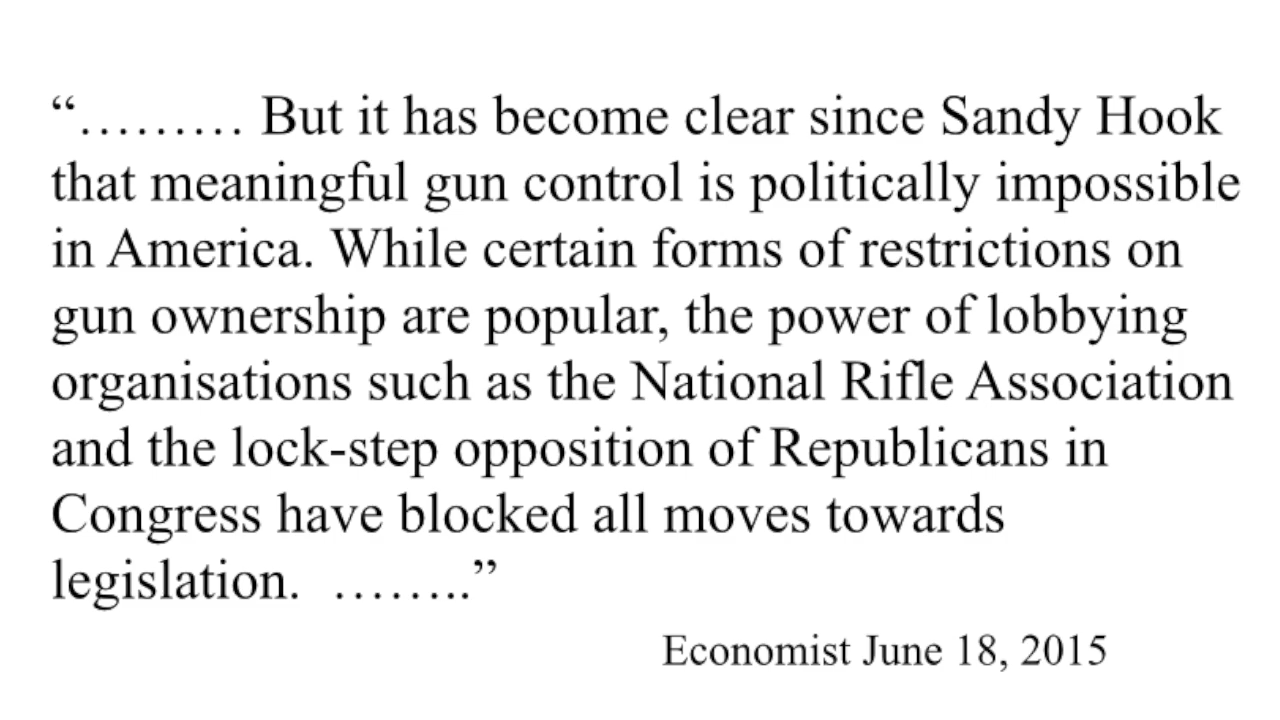 “……… But it has become clear since Sandy Hook
that meaningful gun control is politically impossible
in America. While certain forms of restrictions on
gun ownership are popular, the power of lobbying
organisations such as the National Rifle Association
and the lock-step opposition of Republicans in
Congress have blocked all moves towards
legislation.  ……..”
Economist June 18, 2015